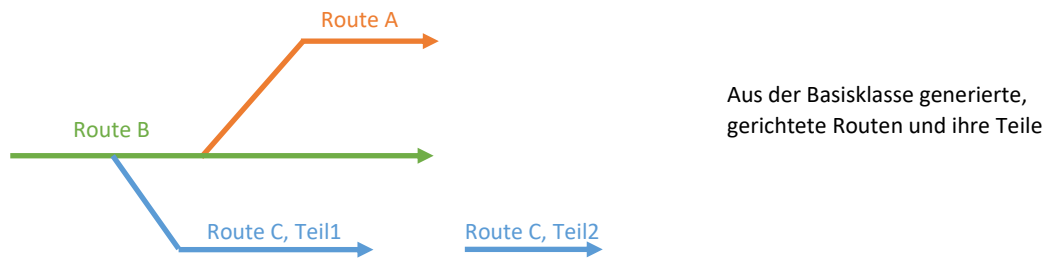 Route A
Aus der Basisklasse generierte,
gerichtete Routen und ihre Teile
Route B
Route C, Teil1
Route C, Teil2